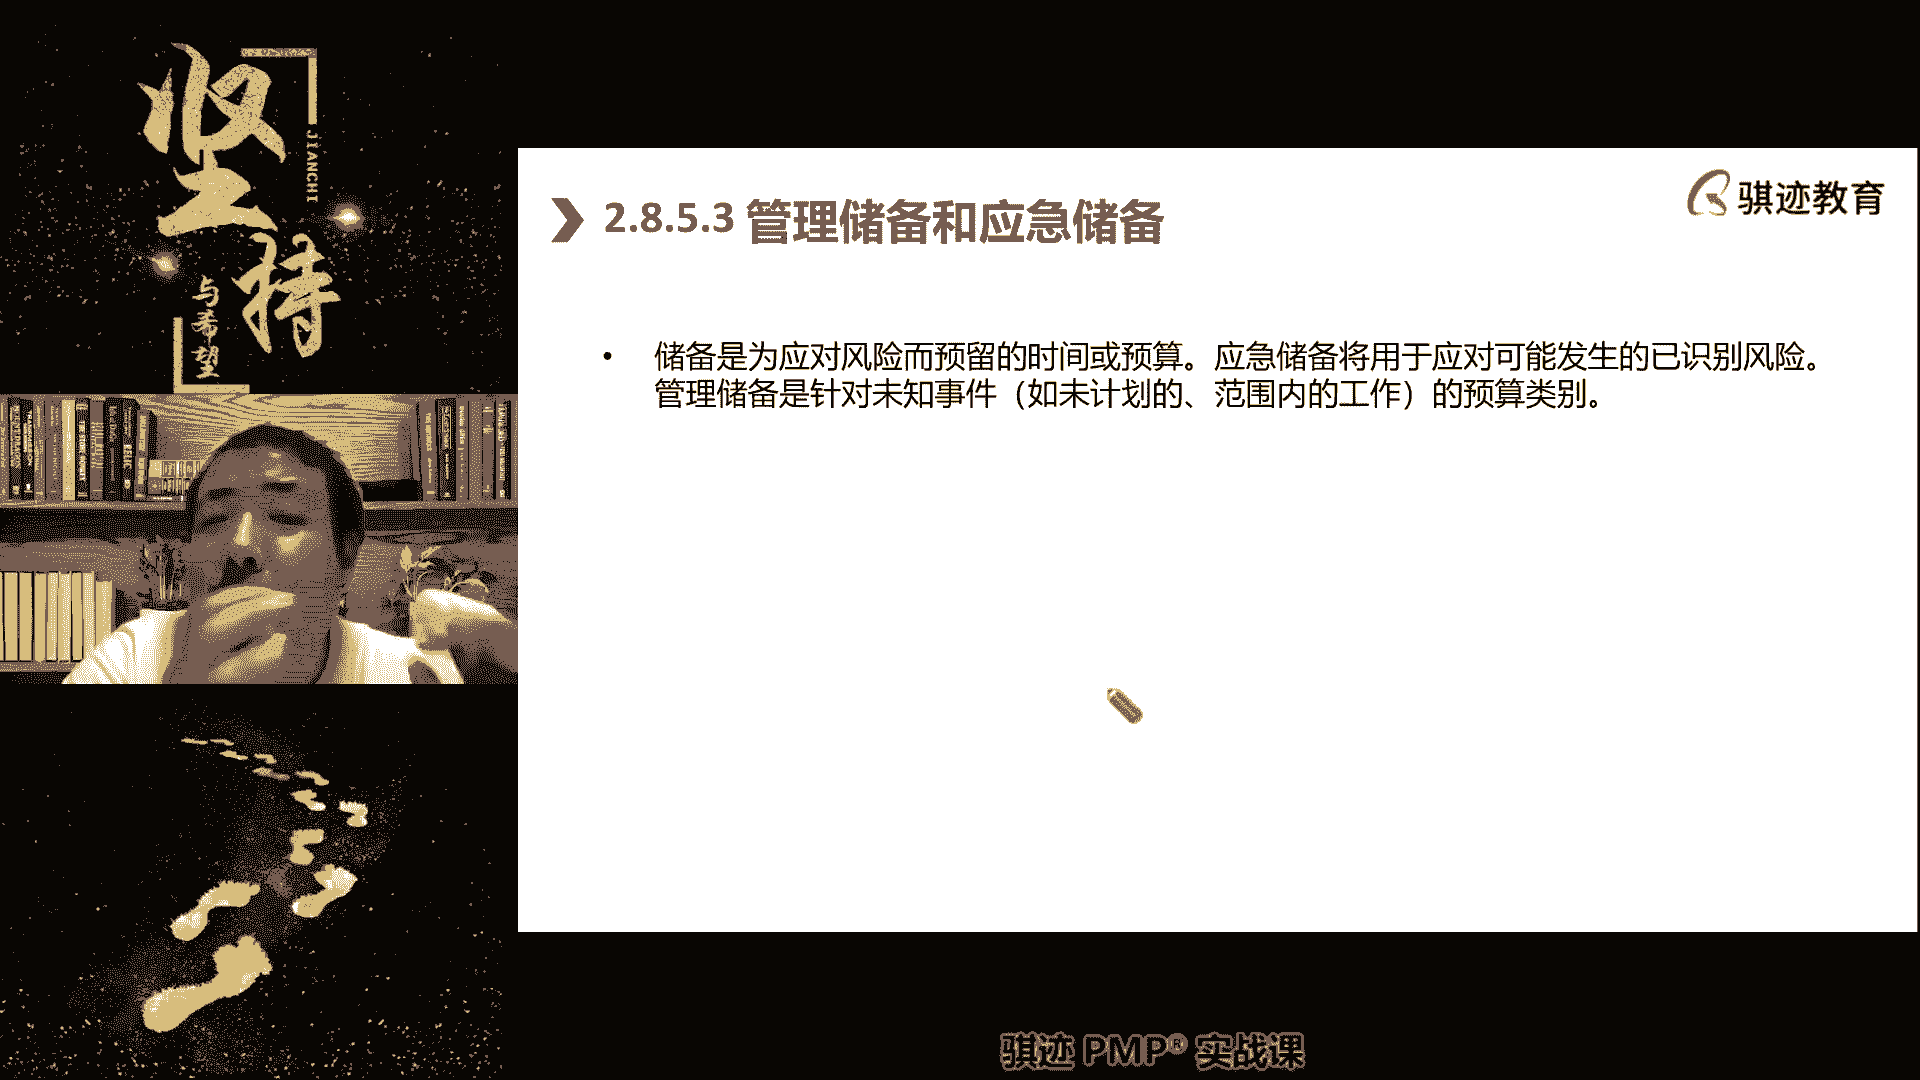 坚持
JIANCHI
与希望
骐迹教育
2.8.5.3 管理储备和应急储备
• 储备是为应对风险而预留的时间或预算。应急储备将用于应对可能发生的已识别风险。
管理储备是针对未知事件（如未计划的、范围内的工作）的预算类别。
骐迹 PMP® 实战课